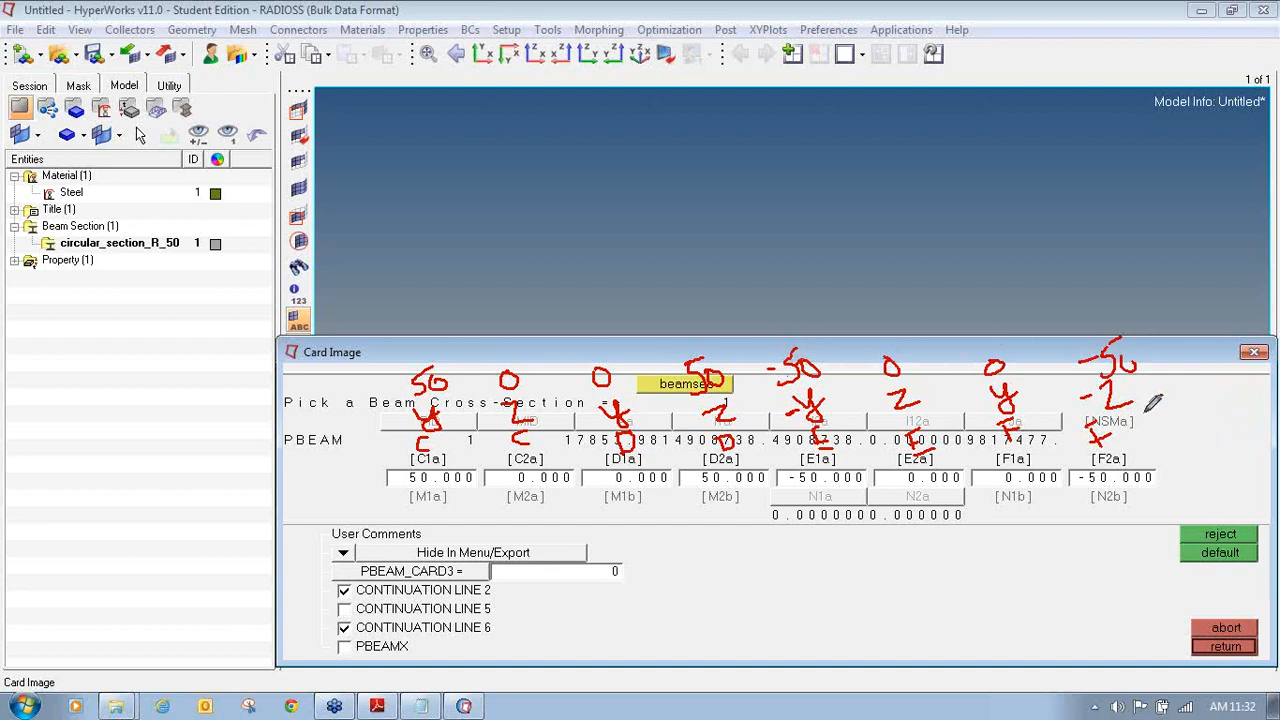 Untitled - HyperWorks v11.0 - Student Edition - RADIOSS (Bulk Data Format)
File Edit View Collectors Geometry Mesh Connectors Materials Properties BCs Setup Tools Morphing Optimization Post XYPlots Preferences Applications Help
1 of 1
Session Mask Model Utility
Model Info: Untitled*
Entities ID
Material (1)
Steel 1
Title (1)
Beam Section (1)
circular_section_R_50 1
Property (1)
123
ABC
Card Image
50 0 0 50 -50 0 0 -50
beamsec
Pick a Beam Cross-Section = 1
y z y z -y z y -z
[NSMa]
PBEAM 1
C C D D E E F F
[C1a] [C2a] [D1a] [D2a] [E1a] [E2a] [F1a] [F2a]
50.000 0.000 0.000 50.000 -50.000 0.000 0.000 -50.000
[M1a] [M2a] [M1b] [M2b] N1a N2a [N1b] [N2b]
0.0000000 0.000000
User Comments
Hide In Menu/Export
PBEAM_CARD3 = 0
CONTINUATION LINE 2
CONTINUATION LINE 5
CONTINUATION LINE 6
PBEAMX
reject
default
abort
return
Card Image
AM 11:32